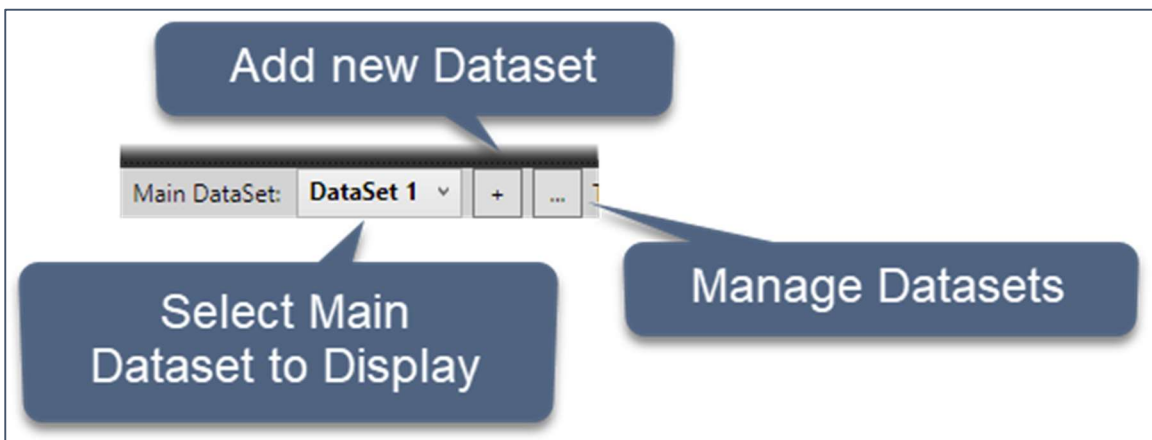 Add new Dataset
Main DataSet: DataSet 1 + ...
Select Main
Dataset to Display
Manage Datasets